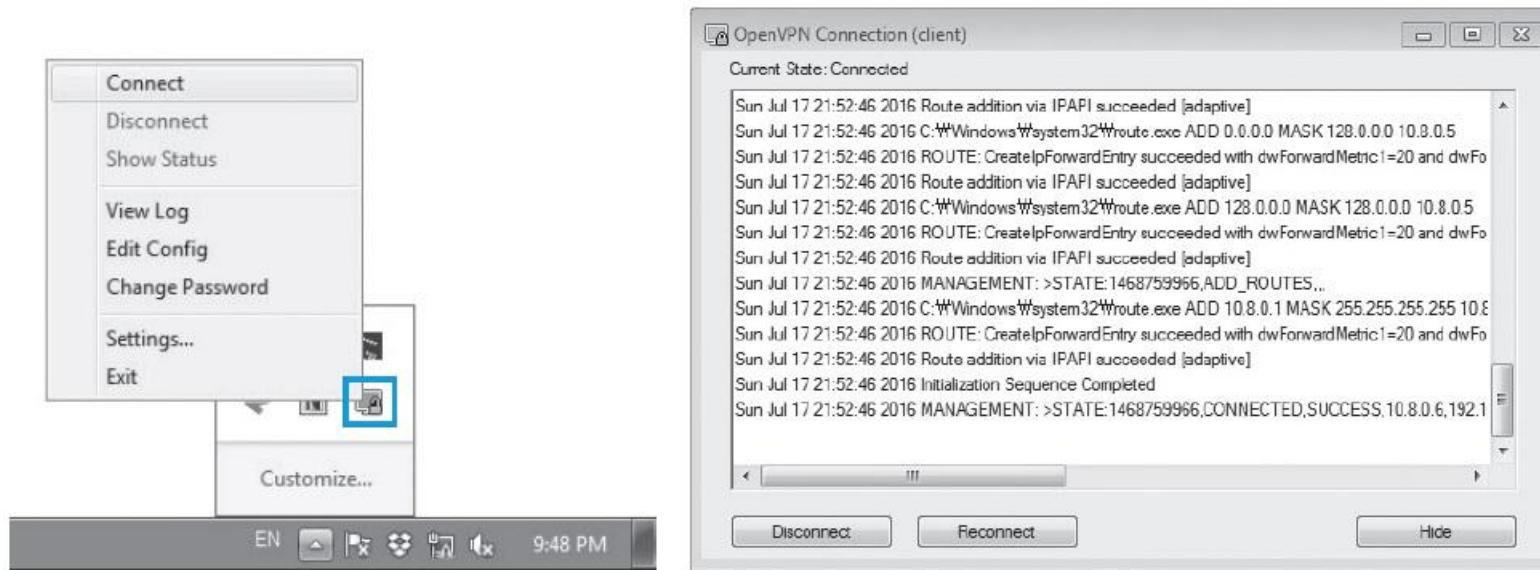 Connect
Disconnect
Show Status
View Log
Edit Config
Change Password
Settings...
Exit
Customize...
EN
9:48 PM
OpenVPN Connection (client)
Current State: Connected
Sun Jul 17 21:52:46 2016 Route addition via IPAPI succeeded [adaptive]
Sun Jul 17 21:52:46 2016 C:₩Windows₩system32₩route.exe ADD 0.0.0.0 MASK 128.0.0.0 10.8.0.5
Sun Jul 17 21:52:46 2016 ROUTE: CreateIpForwardEntry succeeded with dwForwardMetric1=20 and dwFo
Sun Jul 17 21:52:46 2016 Route addition via IPAPI succeeded [adaptive]
Sun Jul 17 21:52:46 2016 C:₩Windows₩system32₩route.exe ADD 128.0.0.0 MASK 128.0.0.0 10.8.0.5
Sun Jul 17 21:52:46 2016 ROUTE: CreateIpForwardEntry succeeded with dwForwardMetric1=20 and dwFo
Sun Jul 17 21:52:46 2016 Route addition via IPAPI succeeded [adaptive]
Sun Jul 17 21:52:46 2016 MANAGEMENT: >STATE:1468759966,ADD_ROUTES,,,
Sun Jul 17 21:52:46 2016 C:₩Windows₩system32₩route.exe ADD 10.8.0.1 MASK 255.255.255.255 10.8
Sun Jul 17 21:52:46 2016 ROUTE: CreateIpForwardEntry succeeded with dwForwardMetric1=20 and dwFo
Sun Jul 17 21:52:46 2016 Route addition via IPAPI succeeded [adaptive]
Sun Jul 17 21:52:46 2016 Initialization Sequence Completed
Sun Jul 17 21:52:46 2016 MANAGEMENT: >STATE:1468759966,CONNECTED,SUCCESS,10.8.0.6,192.1
Disconnect
Reconnect
Hide